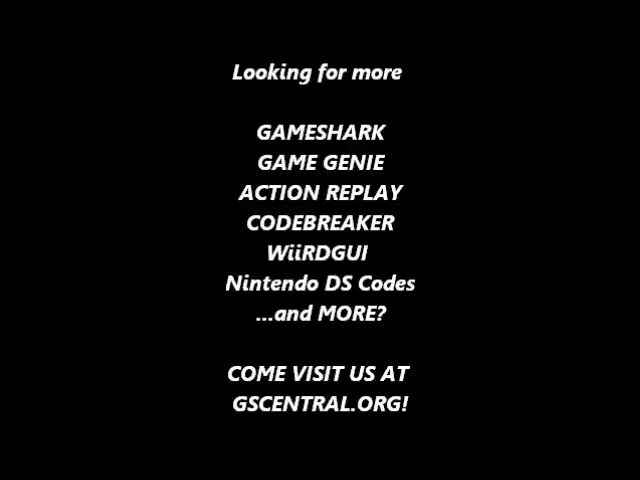 Looking for more
GAMESHARK
GAME GENIE
ACTION REPLAY
CODEBREAKER
WiiRDGUI
Nintendo DS Codes
...and MORE?
COME VISIT US AT
GSCENTRAL.ORG!